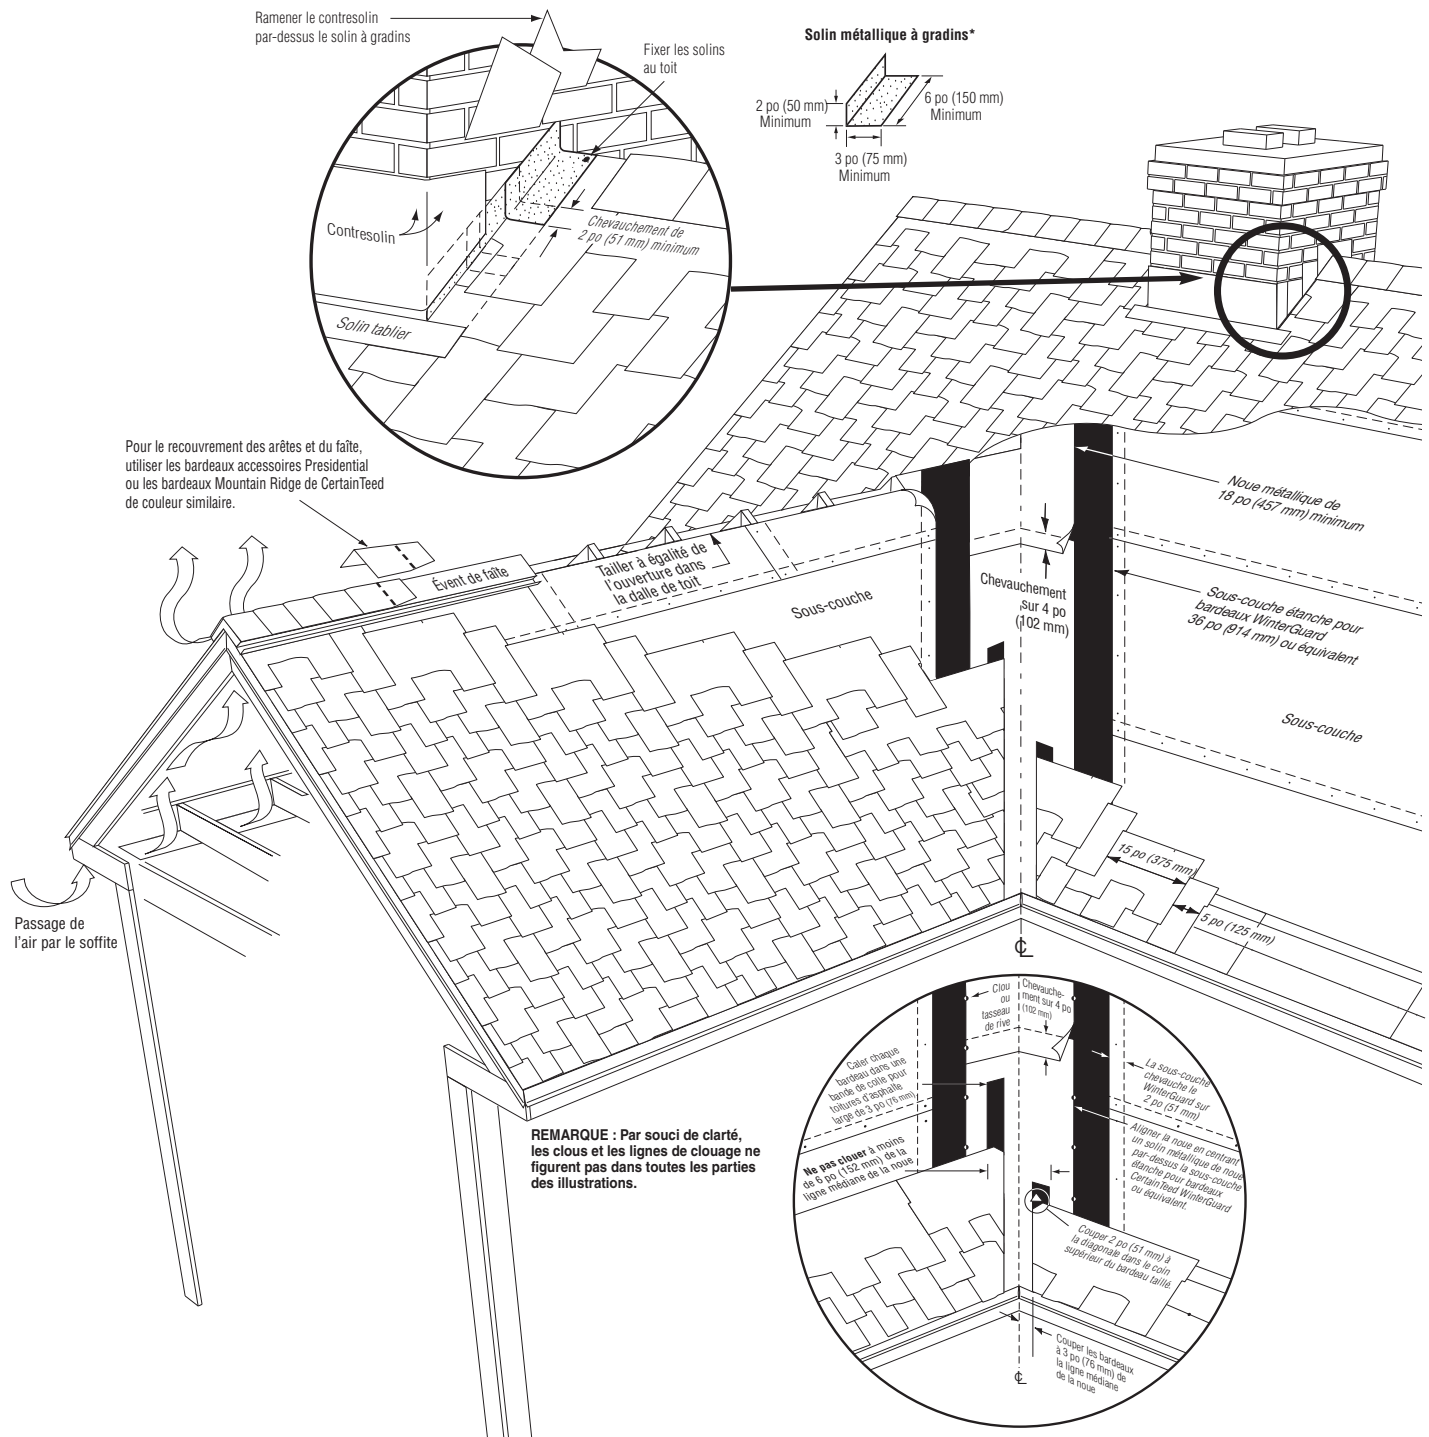 Ramener le contresolin
par-dessus le solin à gradins
Fixer les solins
au toit
Solin métallique à gradins*
2 po (50 mm)
Minimum
6 po (150 mm)
Minimum
3 po (75 mm)
Minimum
Contresolin
Chevauchement de
2 po (51 mm) minimum
Solin tablier
Pour le recouvrement des arêtes et du faîte,
utiliser les bardeaux accessoires Presidential
ou les bardeaux Mountain Ridge de CertainTeed
de couleur similaire.
Évent de faîte
Tailler à égalité de
l'ouverture dans
la dalle de toit
Sous-couche
Chevauchement
sur 4 po
(102 mm)
Noue métallique de
18 po (457 mm) minimum
Sous-couche étanche pour
bardeaux WinterGuard
36 po (914 mm) ou équivalent
Sous-couche
15 po (375 mm)
5 po (125 mm)
Passage de
l'air par le soffite
℄
REMARQUE : Par souci de clarté,
les clous et les lignes de clouage ne
figurent pas dans toutes les parties
des illustrations.
Clou
ou
tasseau
de rive
Chevauche-
ment sur 4 po
(102 mm)
Caler chaque
bardeau dans une
bande de colle pour
toitures d'asphalte
large de 3 po (76 mm)
Ne pas clouer à moins
de 6 po (152 mm) de la
ligne médiane de la noue
La sous-couche
chevauche le
WinterGuard sur
2 po (51 mm)
Aligner la noue en centrant
un solin métallique de noue
par-dessus la sous-couche
étanche pour bardeaux
CertainTeed WinterGuard
ou équivalent.
Couper 2 po (51 mm) à
la diagonale dans le coin
supérieur du bardeau taillé.
Couper les bardeaux
à 3 po (76 mm) de
la ligne médiane
de la noue
℄